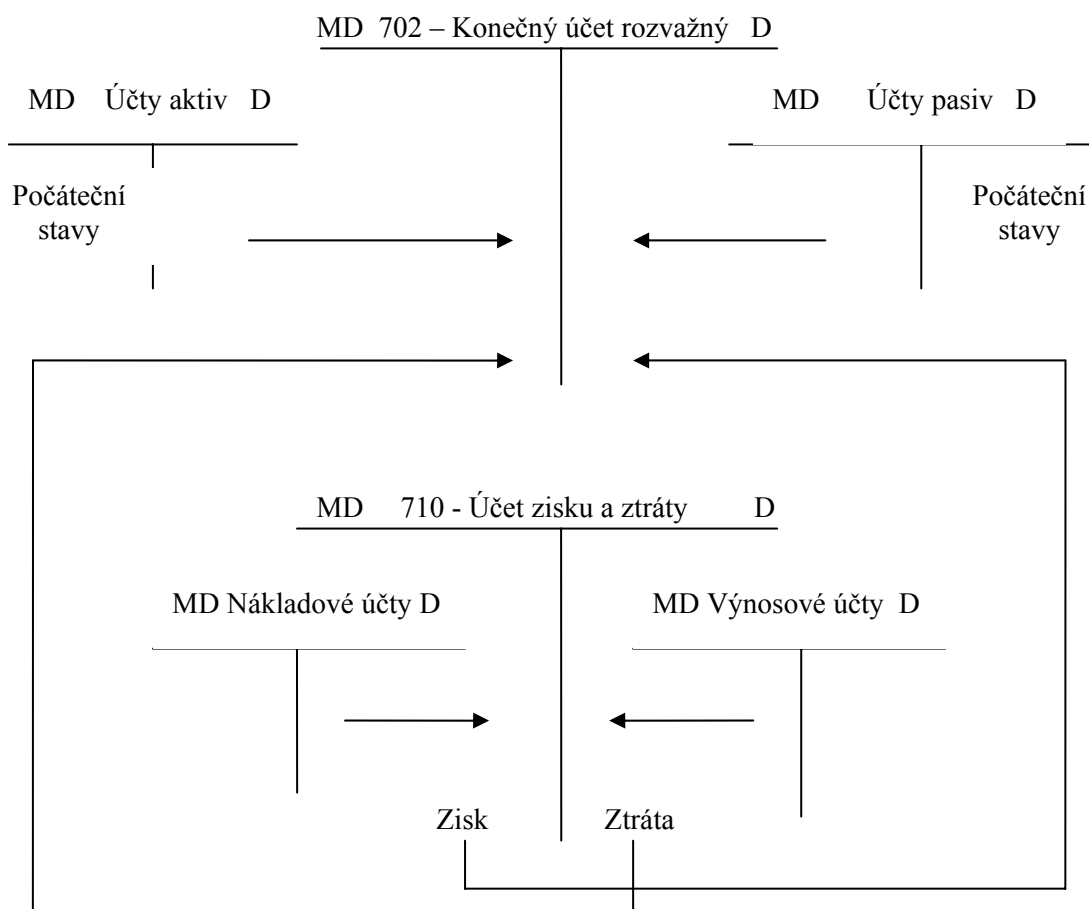 MD 702 – Konečný účet rozvažný D
MD Účty aktiv D
MD Účty pasiv D
Počáteční
stavy
Počáteční
stavy
MD 710 - Účet zisku a ztráty D
MD Nákladové účty D
MD Výnosové účty D
Zisk
Ztráta